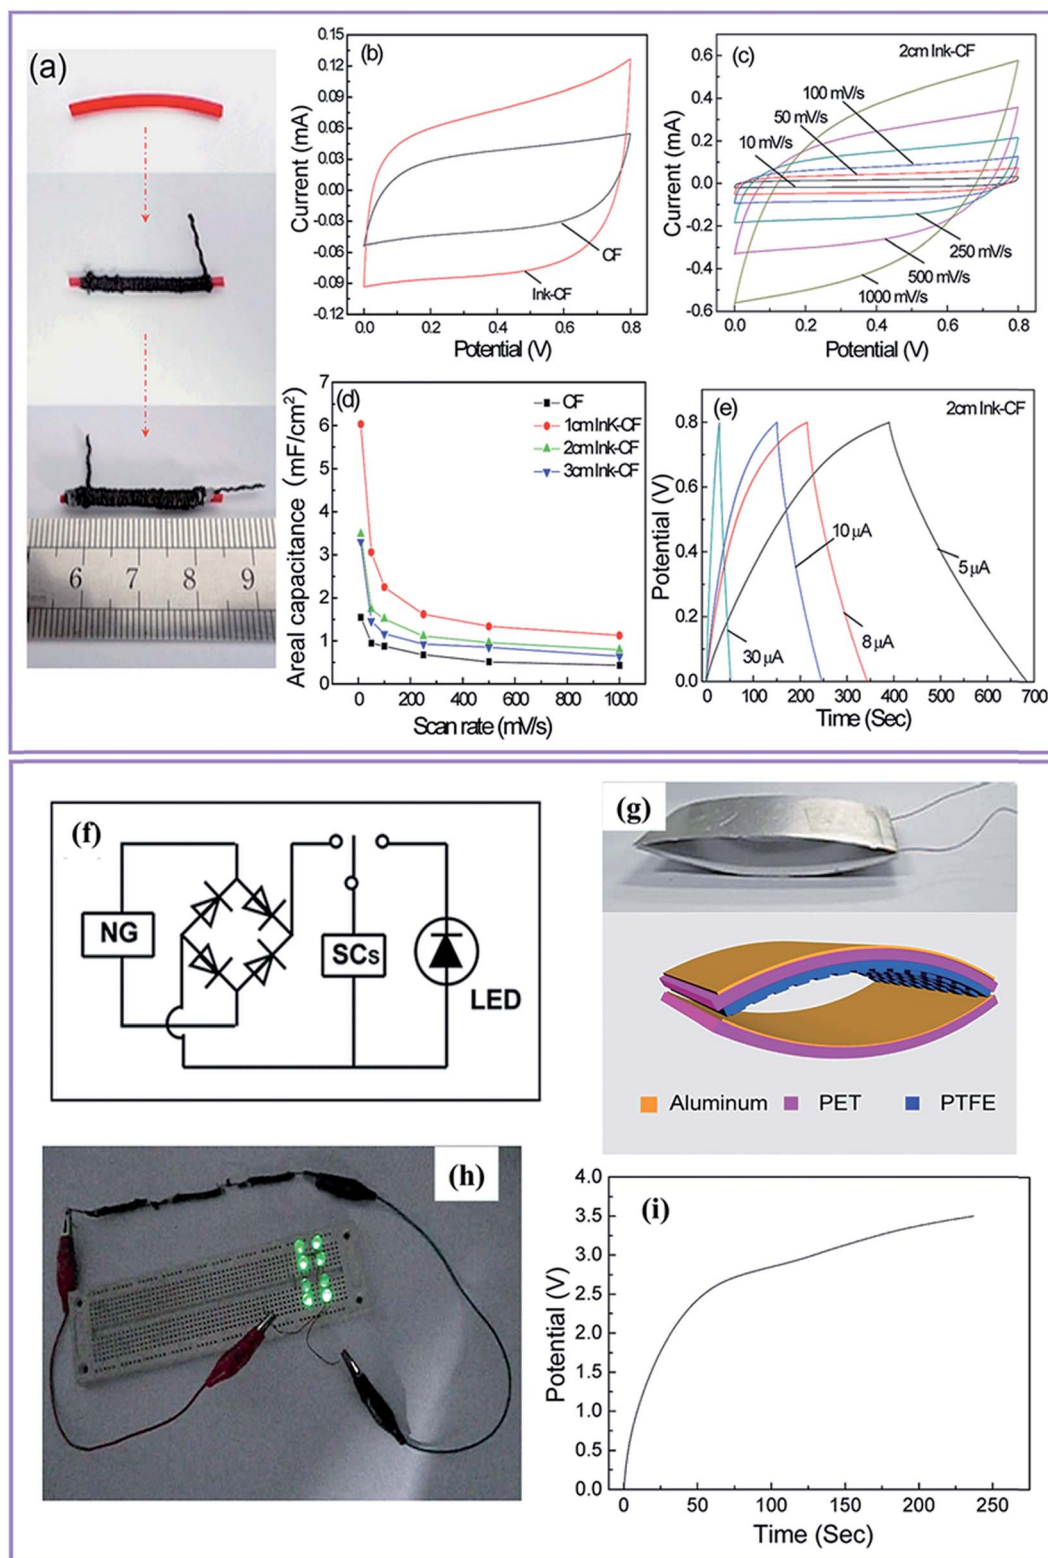 (a)
6 7 8 9
(b)
Current (mA)
0.15
0.12
0.09
0.06
0.03
0.00
-0.03
-0.06
-0.09
-0.12
CF
Ink-CF
0.0 0.2 0.4 0.6 0.8
Potential (V)
(c)
2cm Ink-CF
Current (mA)
0.6
0.4
0.2
0.0
-0.2
-0.4
-0.6
100 mV/s
50 mV/s
10 mV/s
250 mV/s
500 mV/s
1000 mV/s
0.0 0.2 0.4 0.6 0.8
Potential (V)
(d)
Areal capacitance (mF/cm²)
7
6
5
4
3
2
1
0
CF
1cm InK-CF
2cm Ink-CF
3cm Ink-CF
0 200 400 600 800 1000
Scan rate (mV/s)
(e)
2cm Ink-CF
Potential (V)
0.8
0.6
0.4
0.2
0.0
10 μA
5 μA
8 μA
30 μA
0 100 200 300 400 500 600 700
Time (Sec)
(f)
NG
SCs
LED
(g)
Aluminum PET PTFE
(h)
(i)
Potential (V)
4.0
3.5
3.0
2.5
2.0
1.5
1.0
0.5
0.0
0 50 100 150 200 250
Time (Sec)